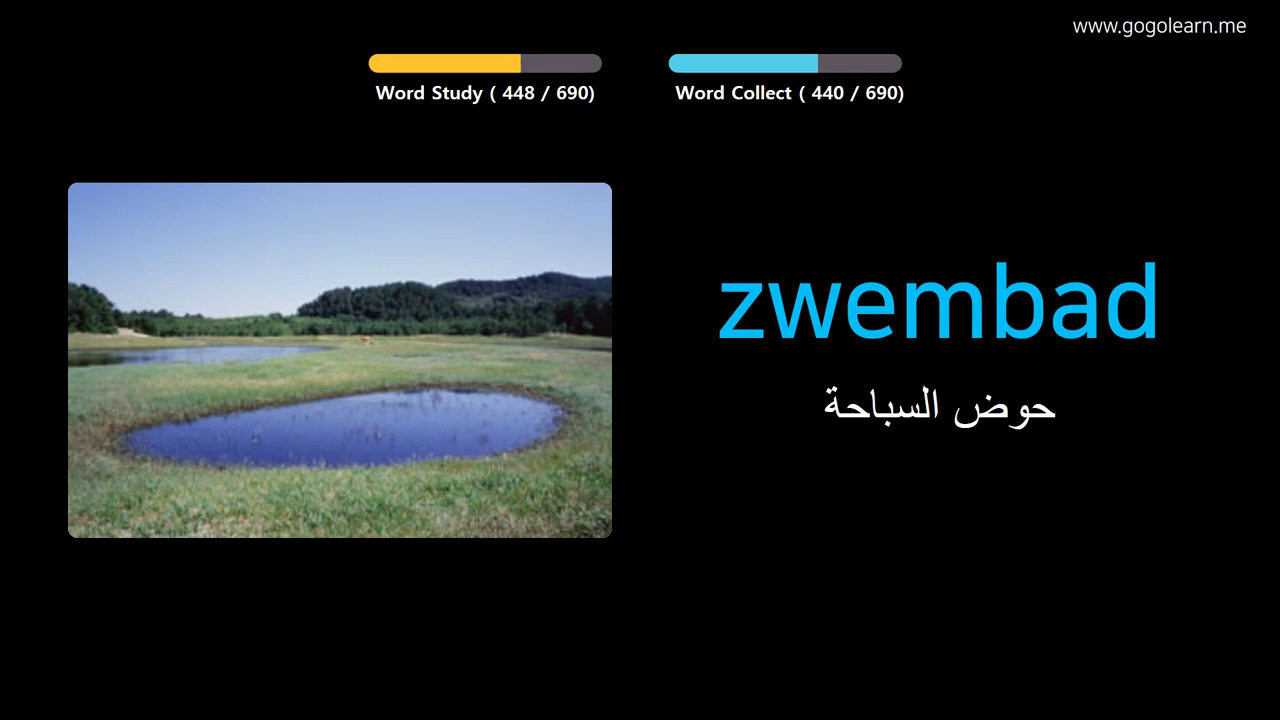 www.gogolearn.me
Word Study ( 448 / 690)
Word Collect ( 440 / 690)
zwembad
حوض السباحة